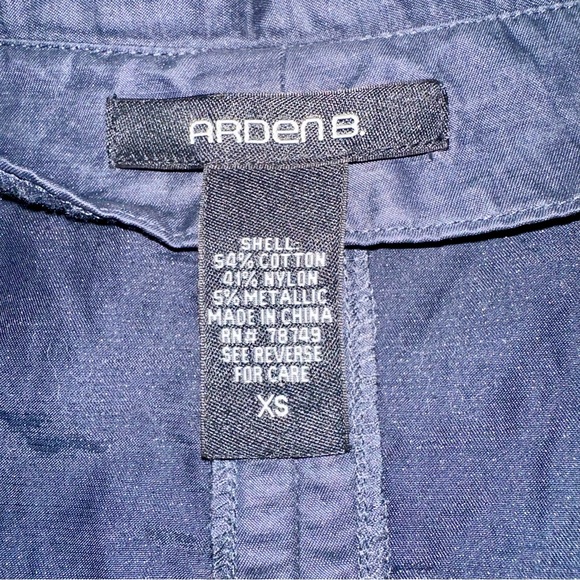 ARDEN B.
SHELL:
54% COTTON
41% NYLON
5% METALLIC
MADE IN CHINA
RN# 78749
SEE REVERSE
FOR CARE
XS